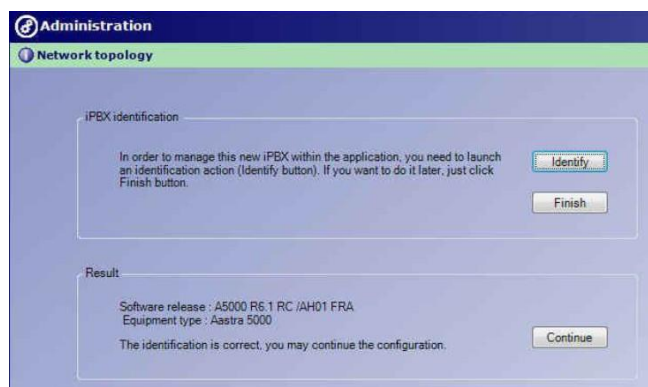 Administration
Network topology
iPBX identification
In order to manage this new iPBX within the application, you need to launch
an identification action (Identify button). If you want to do it later, just click
Finish button.
Identify
Finish
Result
Software release : A5000 R6.1 RC /AH01 FRA
Equipment type : Aastra 5000
The identification is correct, you may continue the configuration.
Continue